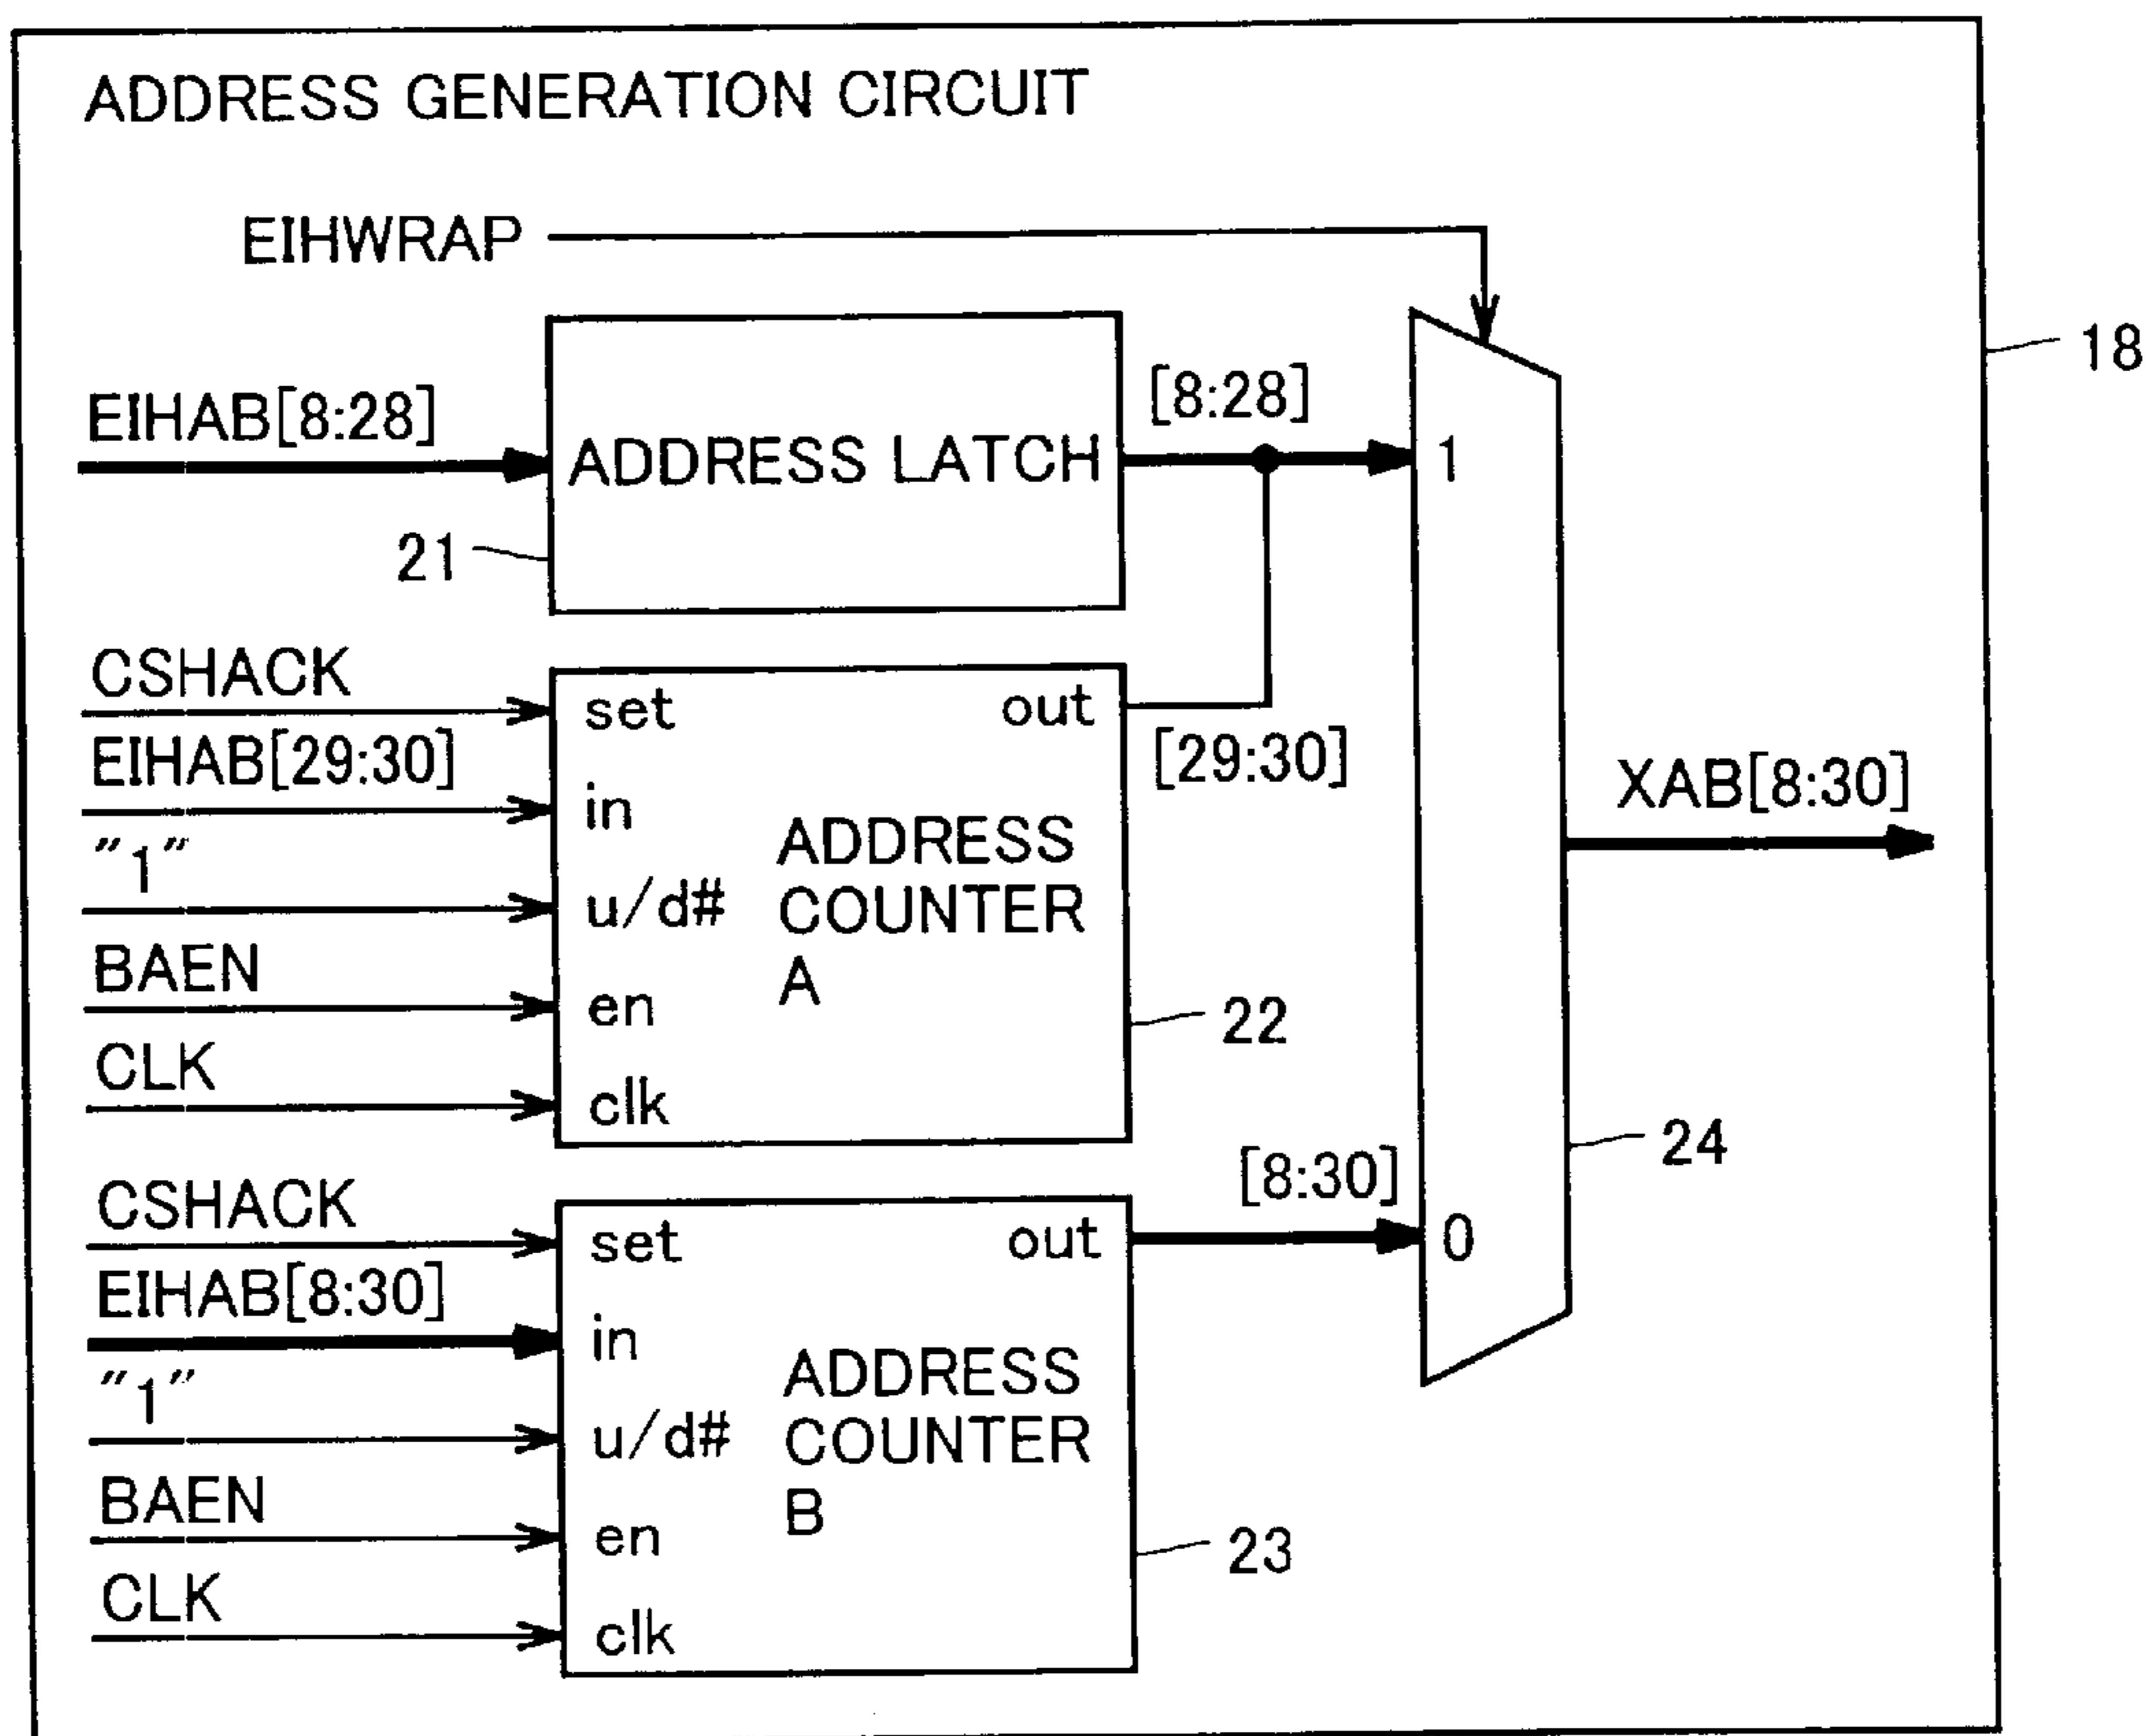 ADDRESS GENERATION CIRCUIT
EIHWRAP
18
EIHAB[8:28]
ADDRESS LATCH
[8:28]
1
21
CSHACK
set
out
EIHAB[29:30]
[29:30]
in
"1"
u/d#
ADDRESS
COUNTER
A
BAEN
en
22
CLK
clk
XAB[8:30]
24
CSHACK
set
out
[8:30]
0
EIHAB[8:30]
in
"1"
u/d#
ADDRESS
COUNTER
B
BAEN
en
23
CLK
clk